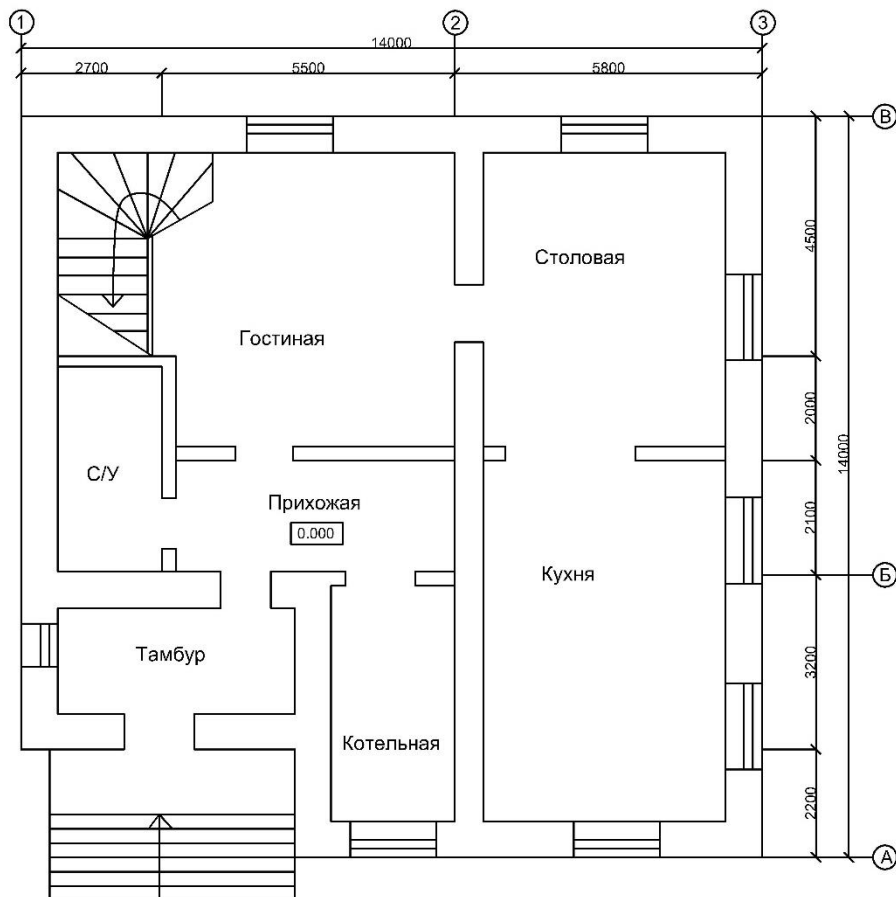 1
2
3
14000
2700
5500
5800
В
4500
Столовая
Гостиная
2000
14000
С/У
Прихожая
0.000
2100
Кухня
Б
Тамбур
3200
Котельная
2200
А